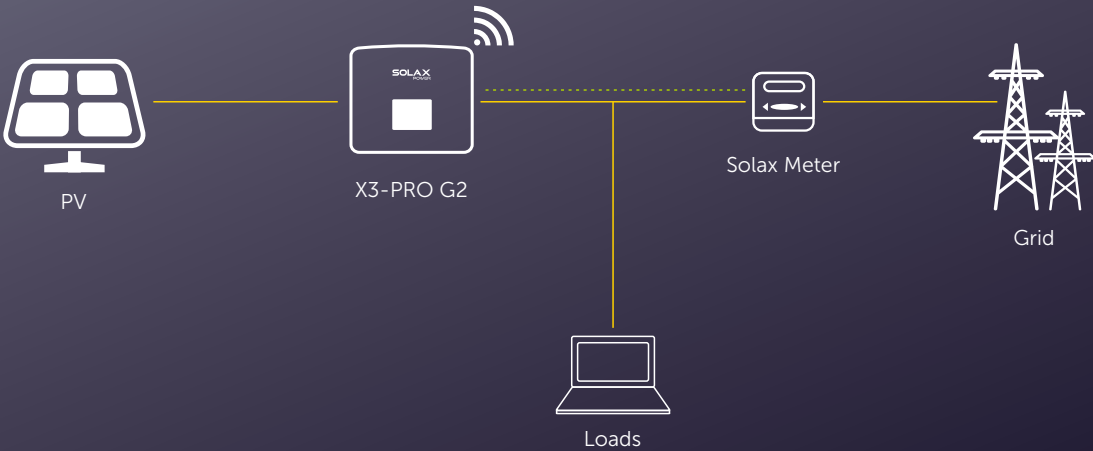 SOLAX
POWER
PV
X3-PRO G2
Solax Meter
Grid
Loads